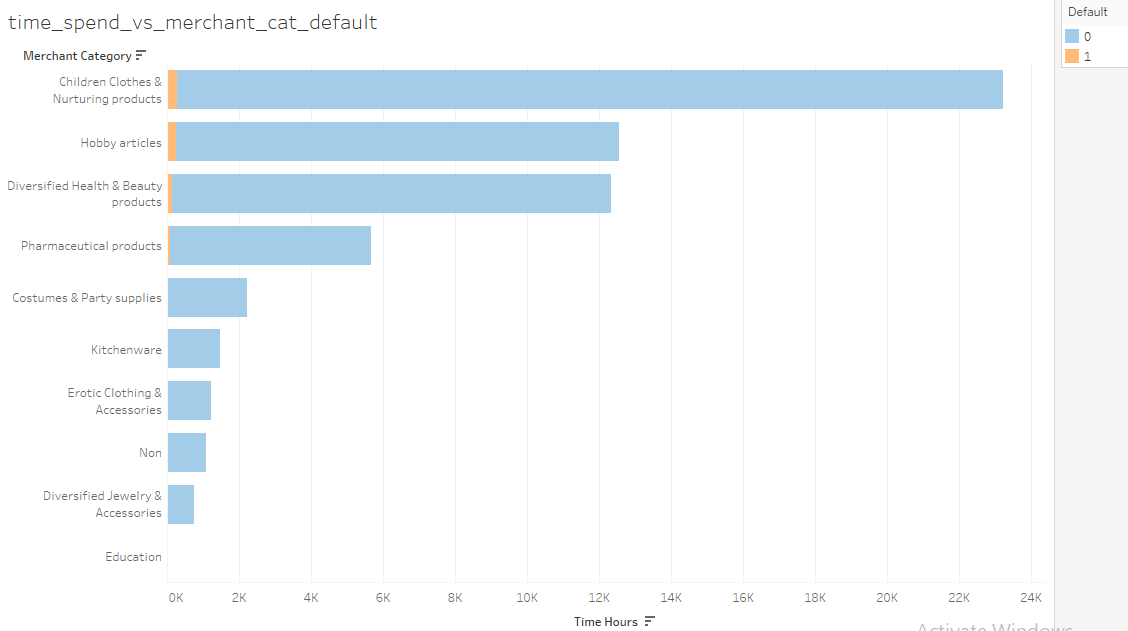 time_spend_vs_merchant_cat_default
Default
0
1
Merchant Category
Children Clothes &
Nurturing products
Hobby articles
Diversified Health & Beauty
products
Pharmaceutical products
Costumes & Party supplies
Kitchenware
Erotic Clothing &
Accessories
Non
Diversified Jewelry &
Accessories
Education
0K 2K 4K 6K 8K 10K 12K 14K 16K 18K 20K 22K 24K
Time Hours
Activate Windows